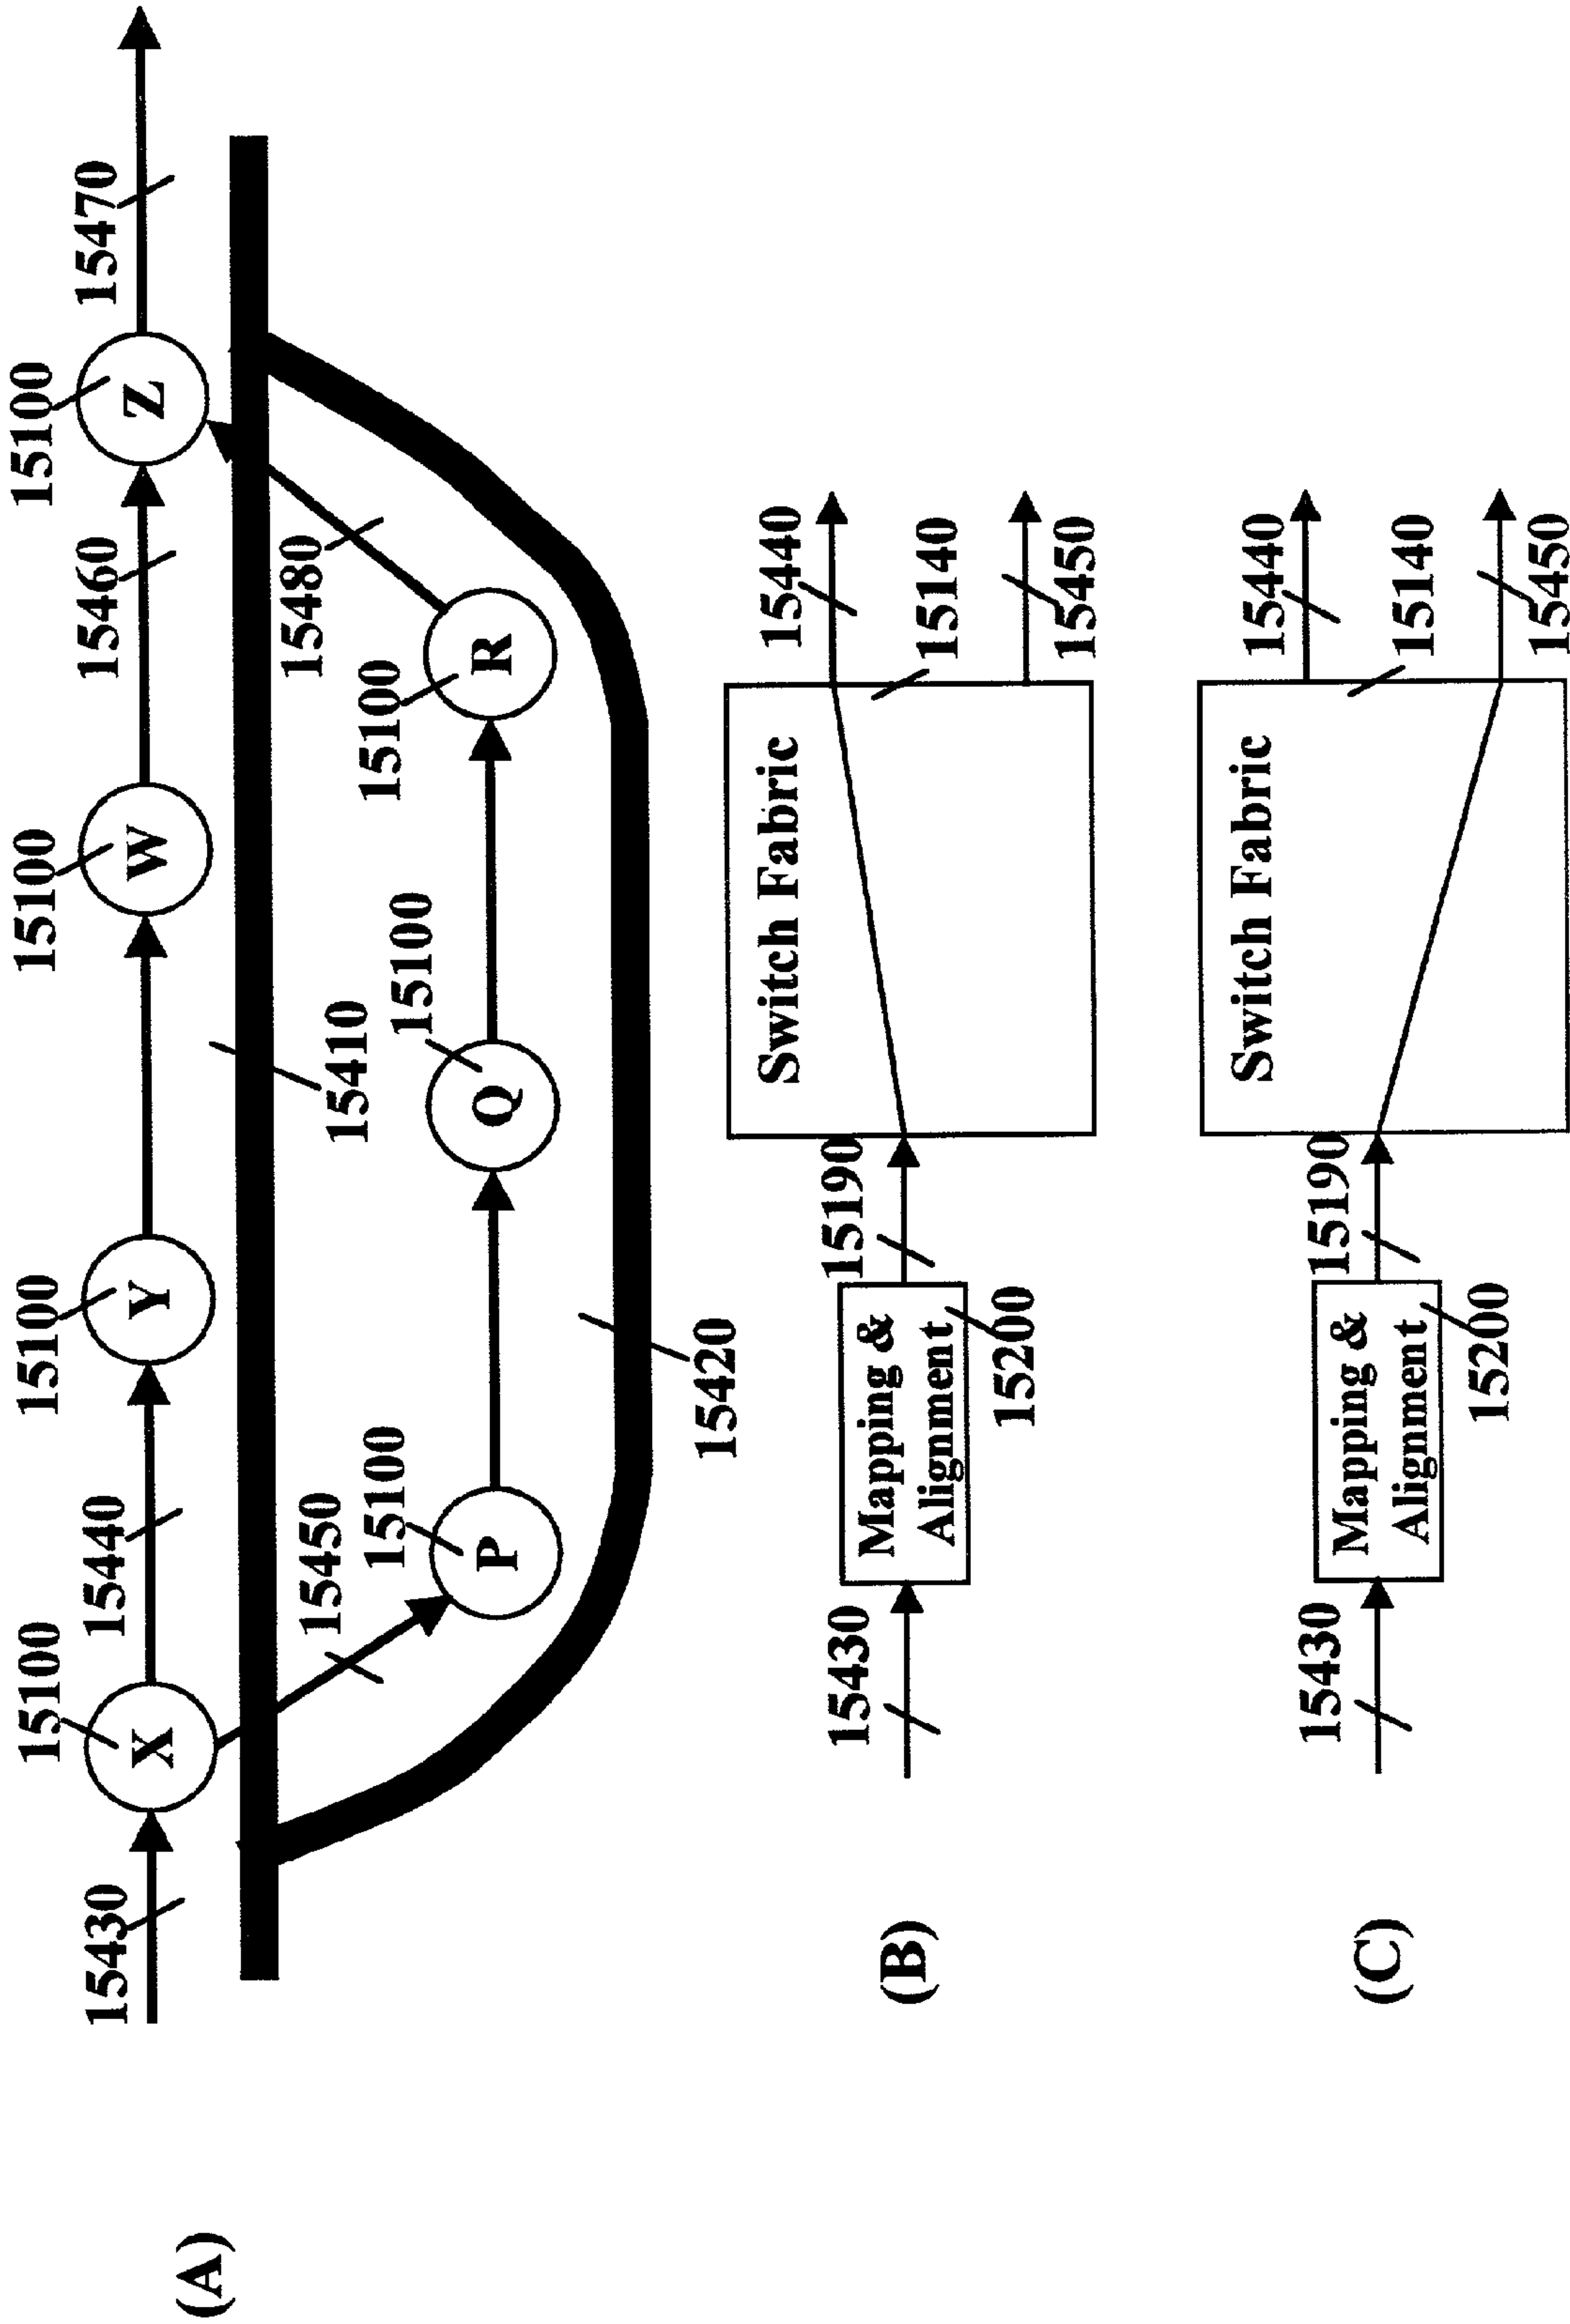 (A)
15430
15100
X
15440
15100
Y
15100
W
15460
15100
Z
15470
15410
15450
15100
P
15100
Q
15100
R
15480
15420
(B)
15430
Mapping &
Alignment
15200
15190
Switch Fabric
15440
15140
15450
(C)
15430
Mapping &
Alignment
15200
15190
Switch Fabric
15440
15140
15450